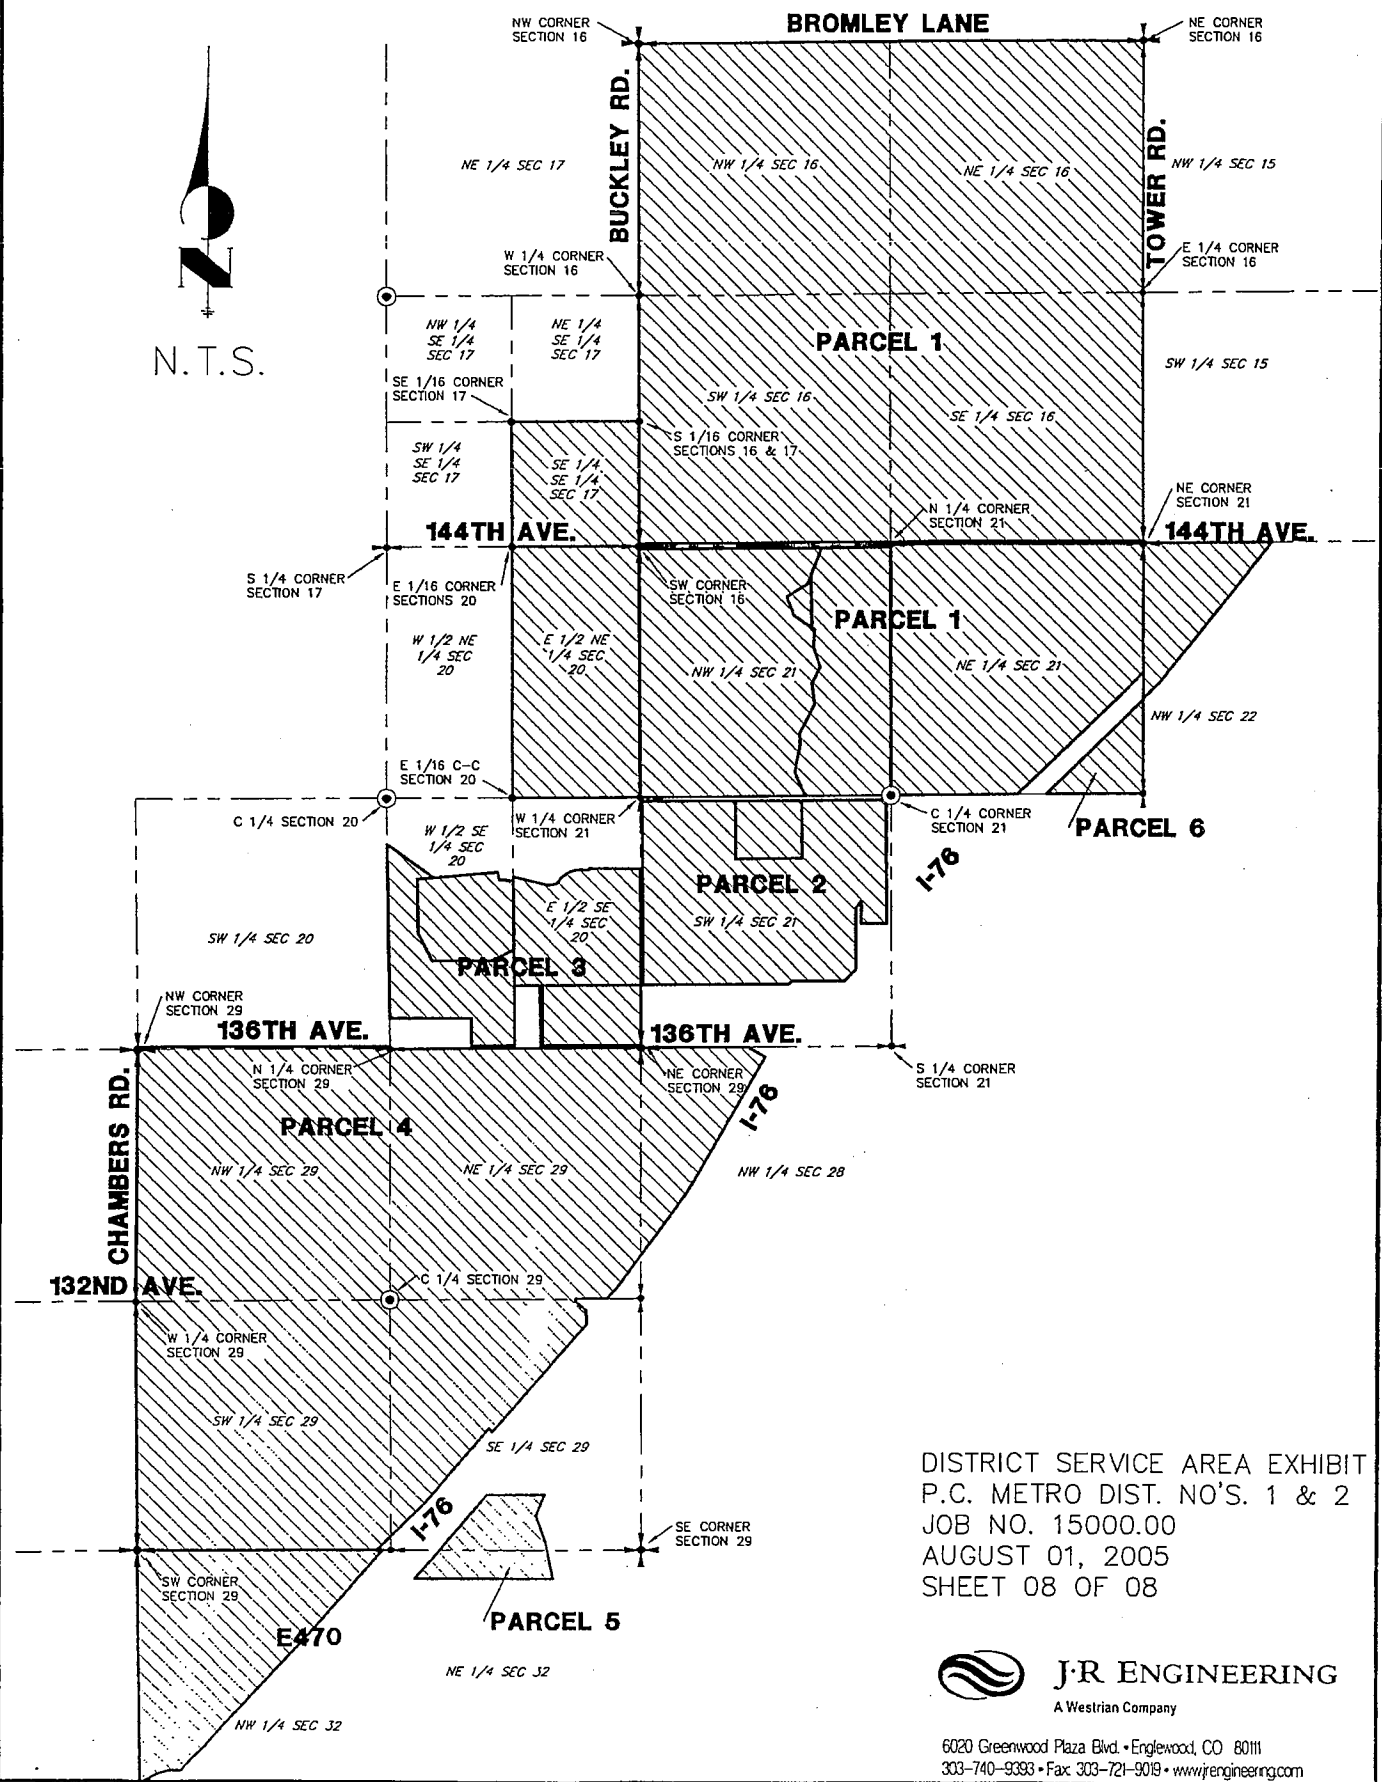 NW CORNER
SECTION 16
BROMLEY LANE
NE CORNER
SECTION 16
BUCKLEY RD.
TOWER RD.
NE 1/4 SEC 17
NW 1/4 SEC 16
NE 1/4 SEC 16
NW 1/4 SEC 15
W 1/4 CORNER
SECTION 16
E 1/4 CORNER
SECTION 16
N
N.T.S.
NW 1/4
SE 1/4
SEC 17
NE 1/4
SE 1/4
SEC 17
PARCEL 1
SW 1/4 SEC 15
SE 1/16 CORNER
SECTION 17
SW 1/4 SEC 16
SE 1/4 SEC 16
S 1/16 CORNER
SECTIONS 16 & 17
SW 1/4
SE 1/4
SEC 17
SE 1/4
SE 1/4
SEC 17
NE CORNER
SECTION 21
N 1/4 CORNER
SECTION 21
144TH AVE.
144TH AVE.
S 1/4 CORNER
SECTION 17
E 1/16 CORNER
SECTIONS 20
SW CORNER
SECTION 16
PARCEL 1
W 1/2 NE
1/4 SEC
20
E 1/2 NE
1/4 SEC
20
NW 1/4 SEC 21
NE 1/4 SEC 21
NW 1/4 SEC 22
E 1/16 C-C
SECTION 20
C 1/4 SECTION 20
W 1/2 SE
1/4 SEC
20
W 1/4 CORNER
SECTION 21
C 1/4 CORNER
SECTION 21
PARCEL 6
I-76
PARCEL 2
E 1/2 SE
1/4 SEC
20
SW 1/4 SEC 21
SW 1/4 SEC 20
PARCEL 3
NW CORNER
SECTION 29
136TH AVE.
136TH AVE.
N 1/4 CORNER
SECTION 29
NE CORNER
SECTION 29
S 1/4 CORNER
SECTION 21
CHAMBERS RD.
PARCEL 4
I-76
NW 1/4 SEC 29
NE 1/4 SEC 29
NW 1/4 SEC 28
132ND AVE.
C 1/4 SECTION 29
W 1/4 CORNER
SECTION 29
SW 1/4 SEC 29
SE 1/4 SEC 29
I-76
SE CORNER
SECTION 29
SW CORNER
SECTION 29
PARCEL 5
E470
NE 1/4 SEC 32
NW 1/4 SEC 32
DISTRICT SERVICE AREA EXHIBIT
P.C. METRO DIST. NO'S. 1 & 2
JOB NO. 15000.00
AUGUST 01, 2005
SHEET 08 OF 08
J·R ENGINEERING
A Westrian Company
6020 Greenwood Plaza Blvd. • Englewood, CO 80111
303-740-9393 • Fax: 303-721-9019 • www.jrengineering.com